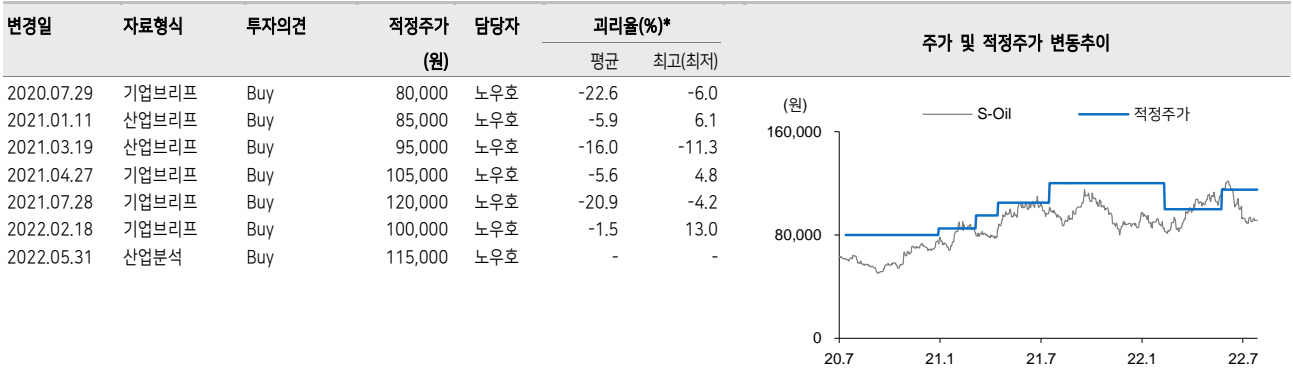 변경일 자료형식 투자의견 적정주가 담당자 괴리율(%)* 주가 및 적정주가 변동추이
(원) 평균 최고(최저)
2020.07.29 기업브리프 Buy 80,000 노우호 -22.6 -6.0
2021.01.11 산업브리프 Buy 85,000 노우호 -5.9 6.1
2021.03.19 산업브리프 Buy 95,000 노우호 -16.0 -11.3
2021.04.27 기업브리프 Buy 105,000 노우호 -5.6 4.8
2021.07.28 기업브리프 Buy 120,000 노우호 -20.9 -4.2
2022.02.18 기업브리프 Buy 100,000 노우호 -1.5 13.0
2022.05.31 산업분석 Buy 115,000 노우호 - -
(원) S-Oil 적정주가
160,000
80,000
0
20.7 21.1 21.7 22.1 22.7